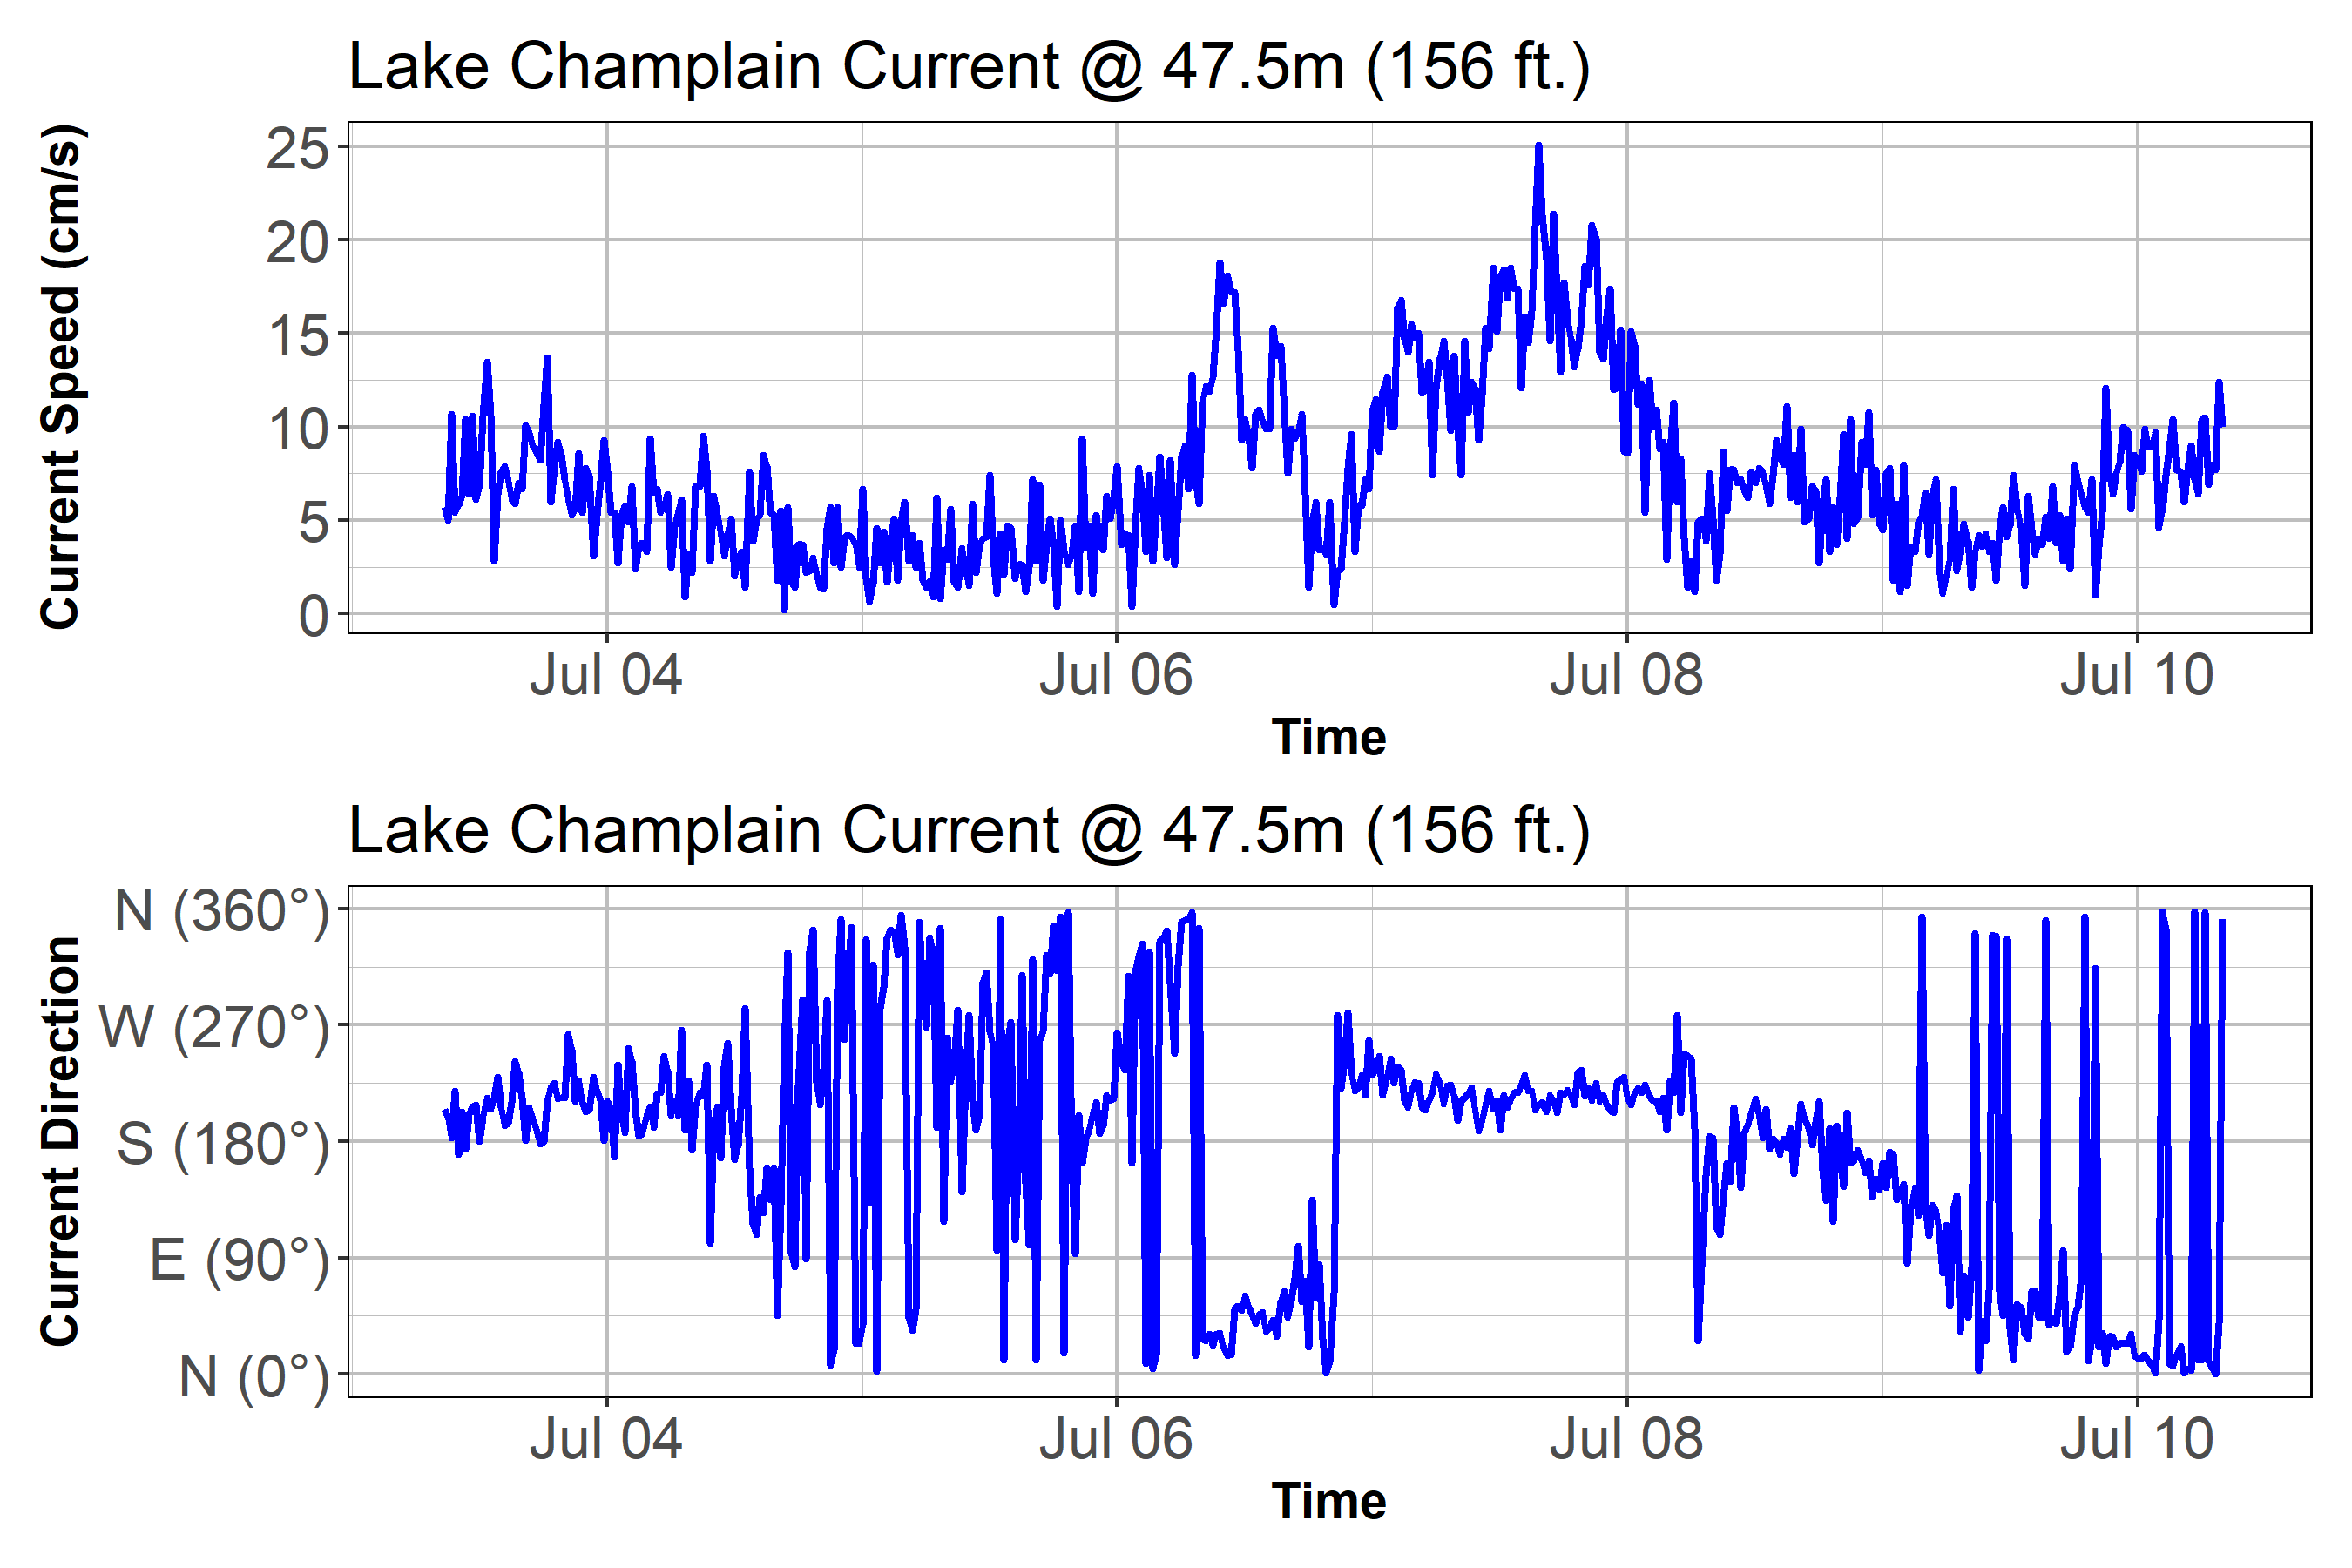 Lake Champlain Current @ 47.5m (156 ft.)
Current Speed (cm/s)
25
20
15
10
5
0
Jul 04 Jul 06 Jul 08 Jul 10
Time
Lake Champlain Current @ 47.5m (156 ft.)
Current Direction
N (360°)
W (270°)
S (180°)
E (90°)
N (0°)
Jul 04 Jul 06 Jul 08 Jul 10
Time